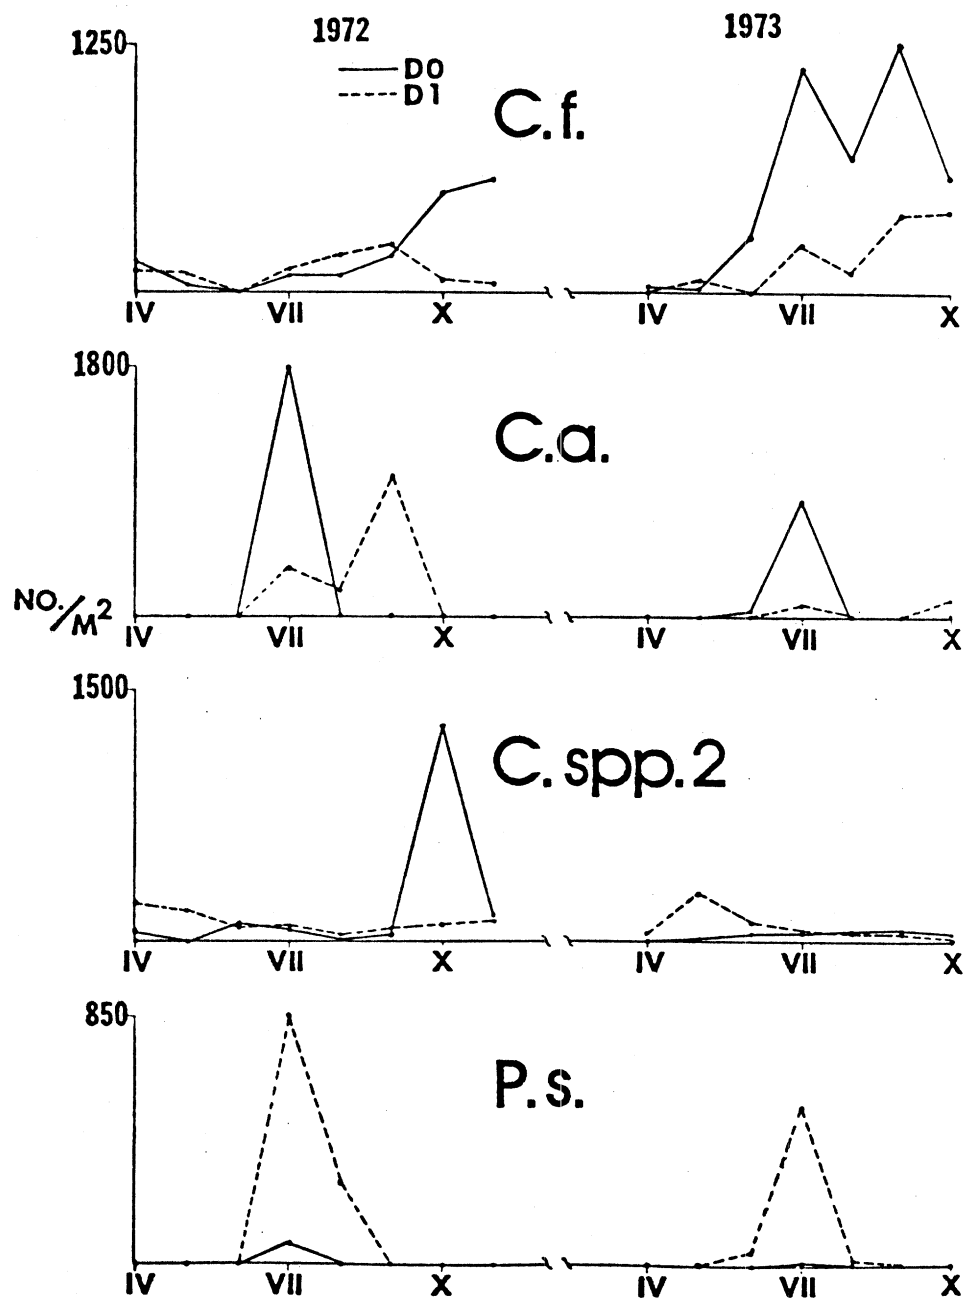 1972
1973
1250
D0
D1
C.f.
IV
VII
X
IV
VII
X
1800
C.a.
NO./M²
IV
VII
X
IV
VII
X
1500
C. spp. 2
IV
VII
X
IV
VII
X
850
P. s.
IV
VII
X
IV
VII
X